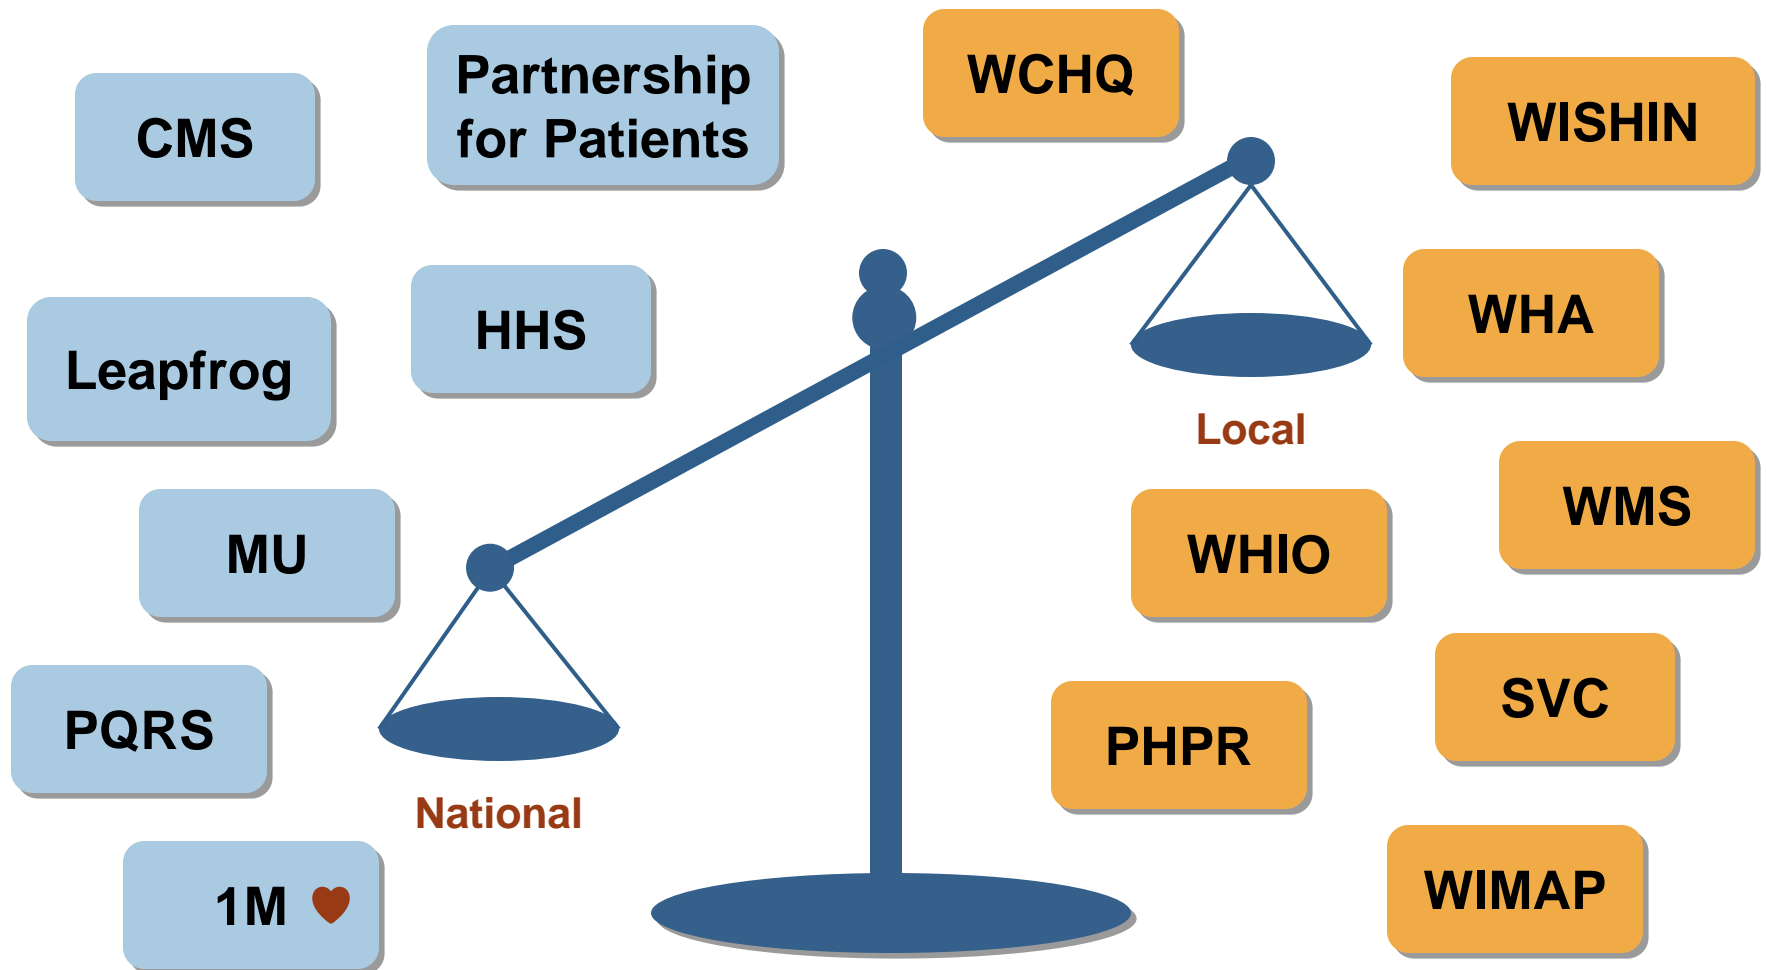 CMS
Partnership
for Patients
Leapfrog
HHS
MU
PQRS
National
1M
WCHQ
WISHIN
WHA
Local
WMS
WHIO
SVC
PHPR
WIMAP